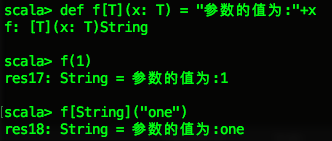 scala> def f[T](x: T) = "参数的值为:"+x
f: [T](x: T)String
scala> f(1)
res17: String = 参数的值为:1
scala> f[String]("one")
res18: String = 参数的值为:one